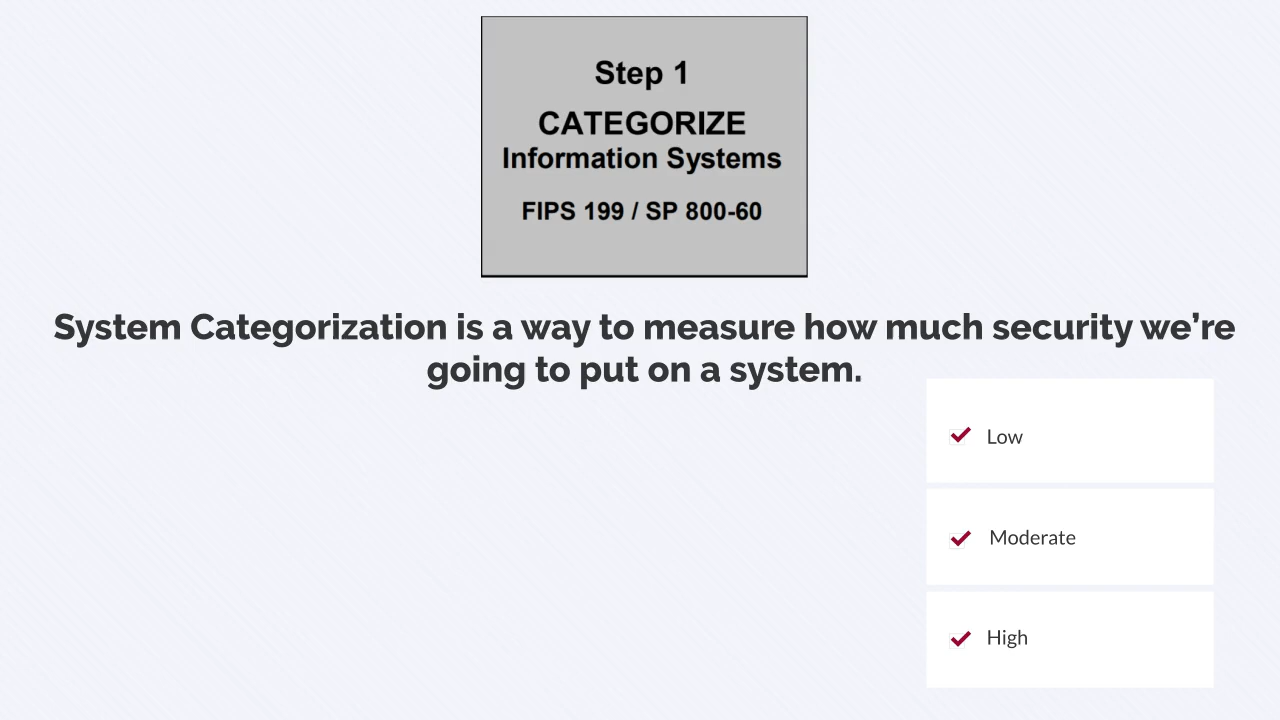 Step 1
CATEGORIZE
Information Systems
FIPS 199 / SP 800-60
System Categorization is a way to measure how much security we’re
going to put on a system.
Low
Moderate
High